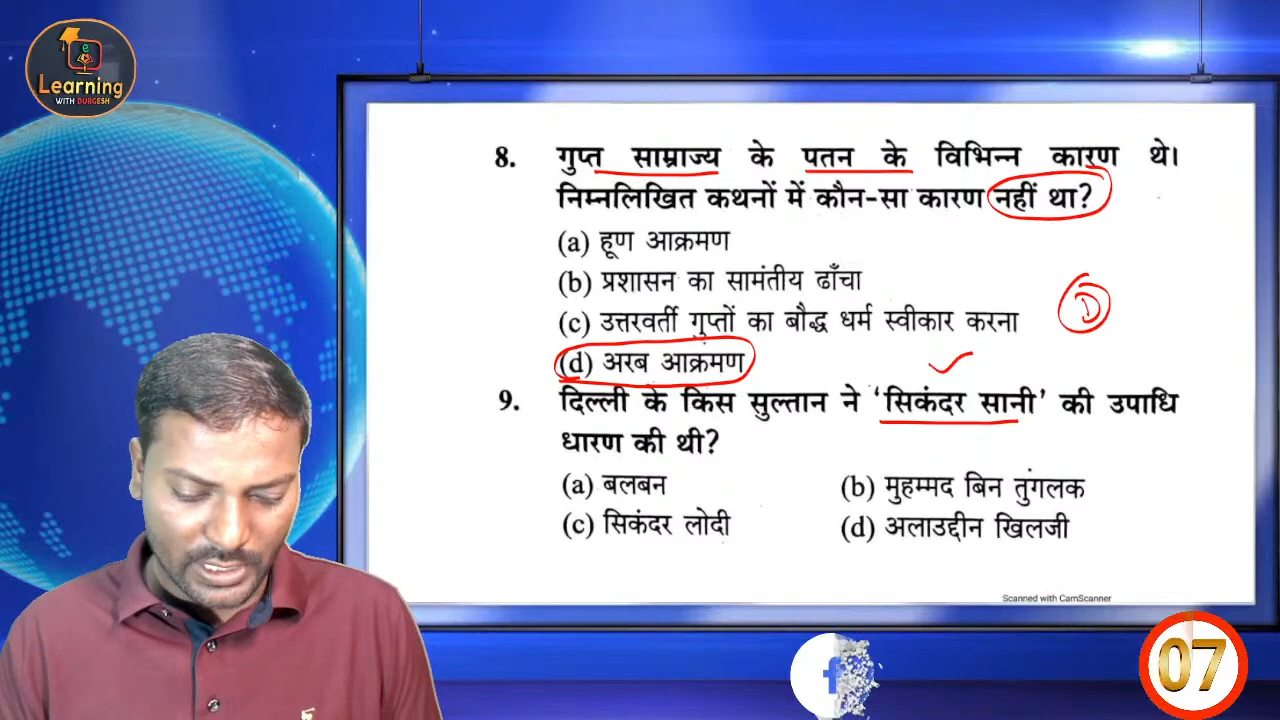 e
Learning
WITH DURGESH
8. गुप्त साम्राज्य के पतन के विभिन्न कारण थे।
निम्नलिखित कथनों में कौन-सा कारण नहीं था?
(a) हूण आक्रमण
(b) प्रशासन का सामंतीय ढाँचा
(c) उत्तरवर्ती गुप्तों का बौद्ध धर्म स्वीकार करना
D
(d) अरब आक्रमण
9. दिल्ली के किस सुल्तान ने ‘सिकंदर सानी’ की उपाधि
धारण की थी?
(a) बलबन (b) मुहम्मद बिन तुगलक
(c) सिकंदर लोदी (d) अलाउद्दीन खिलजी
Scanned with CamScanner
f
07